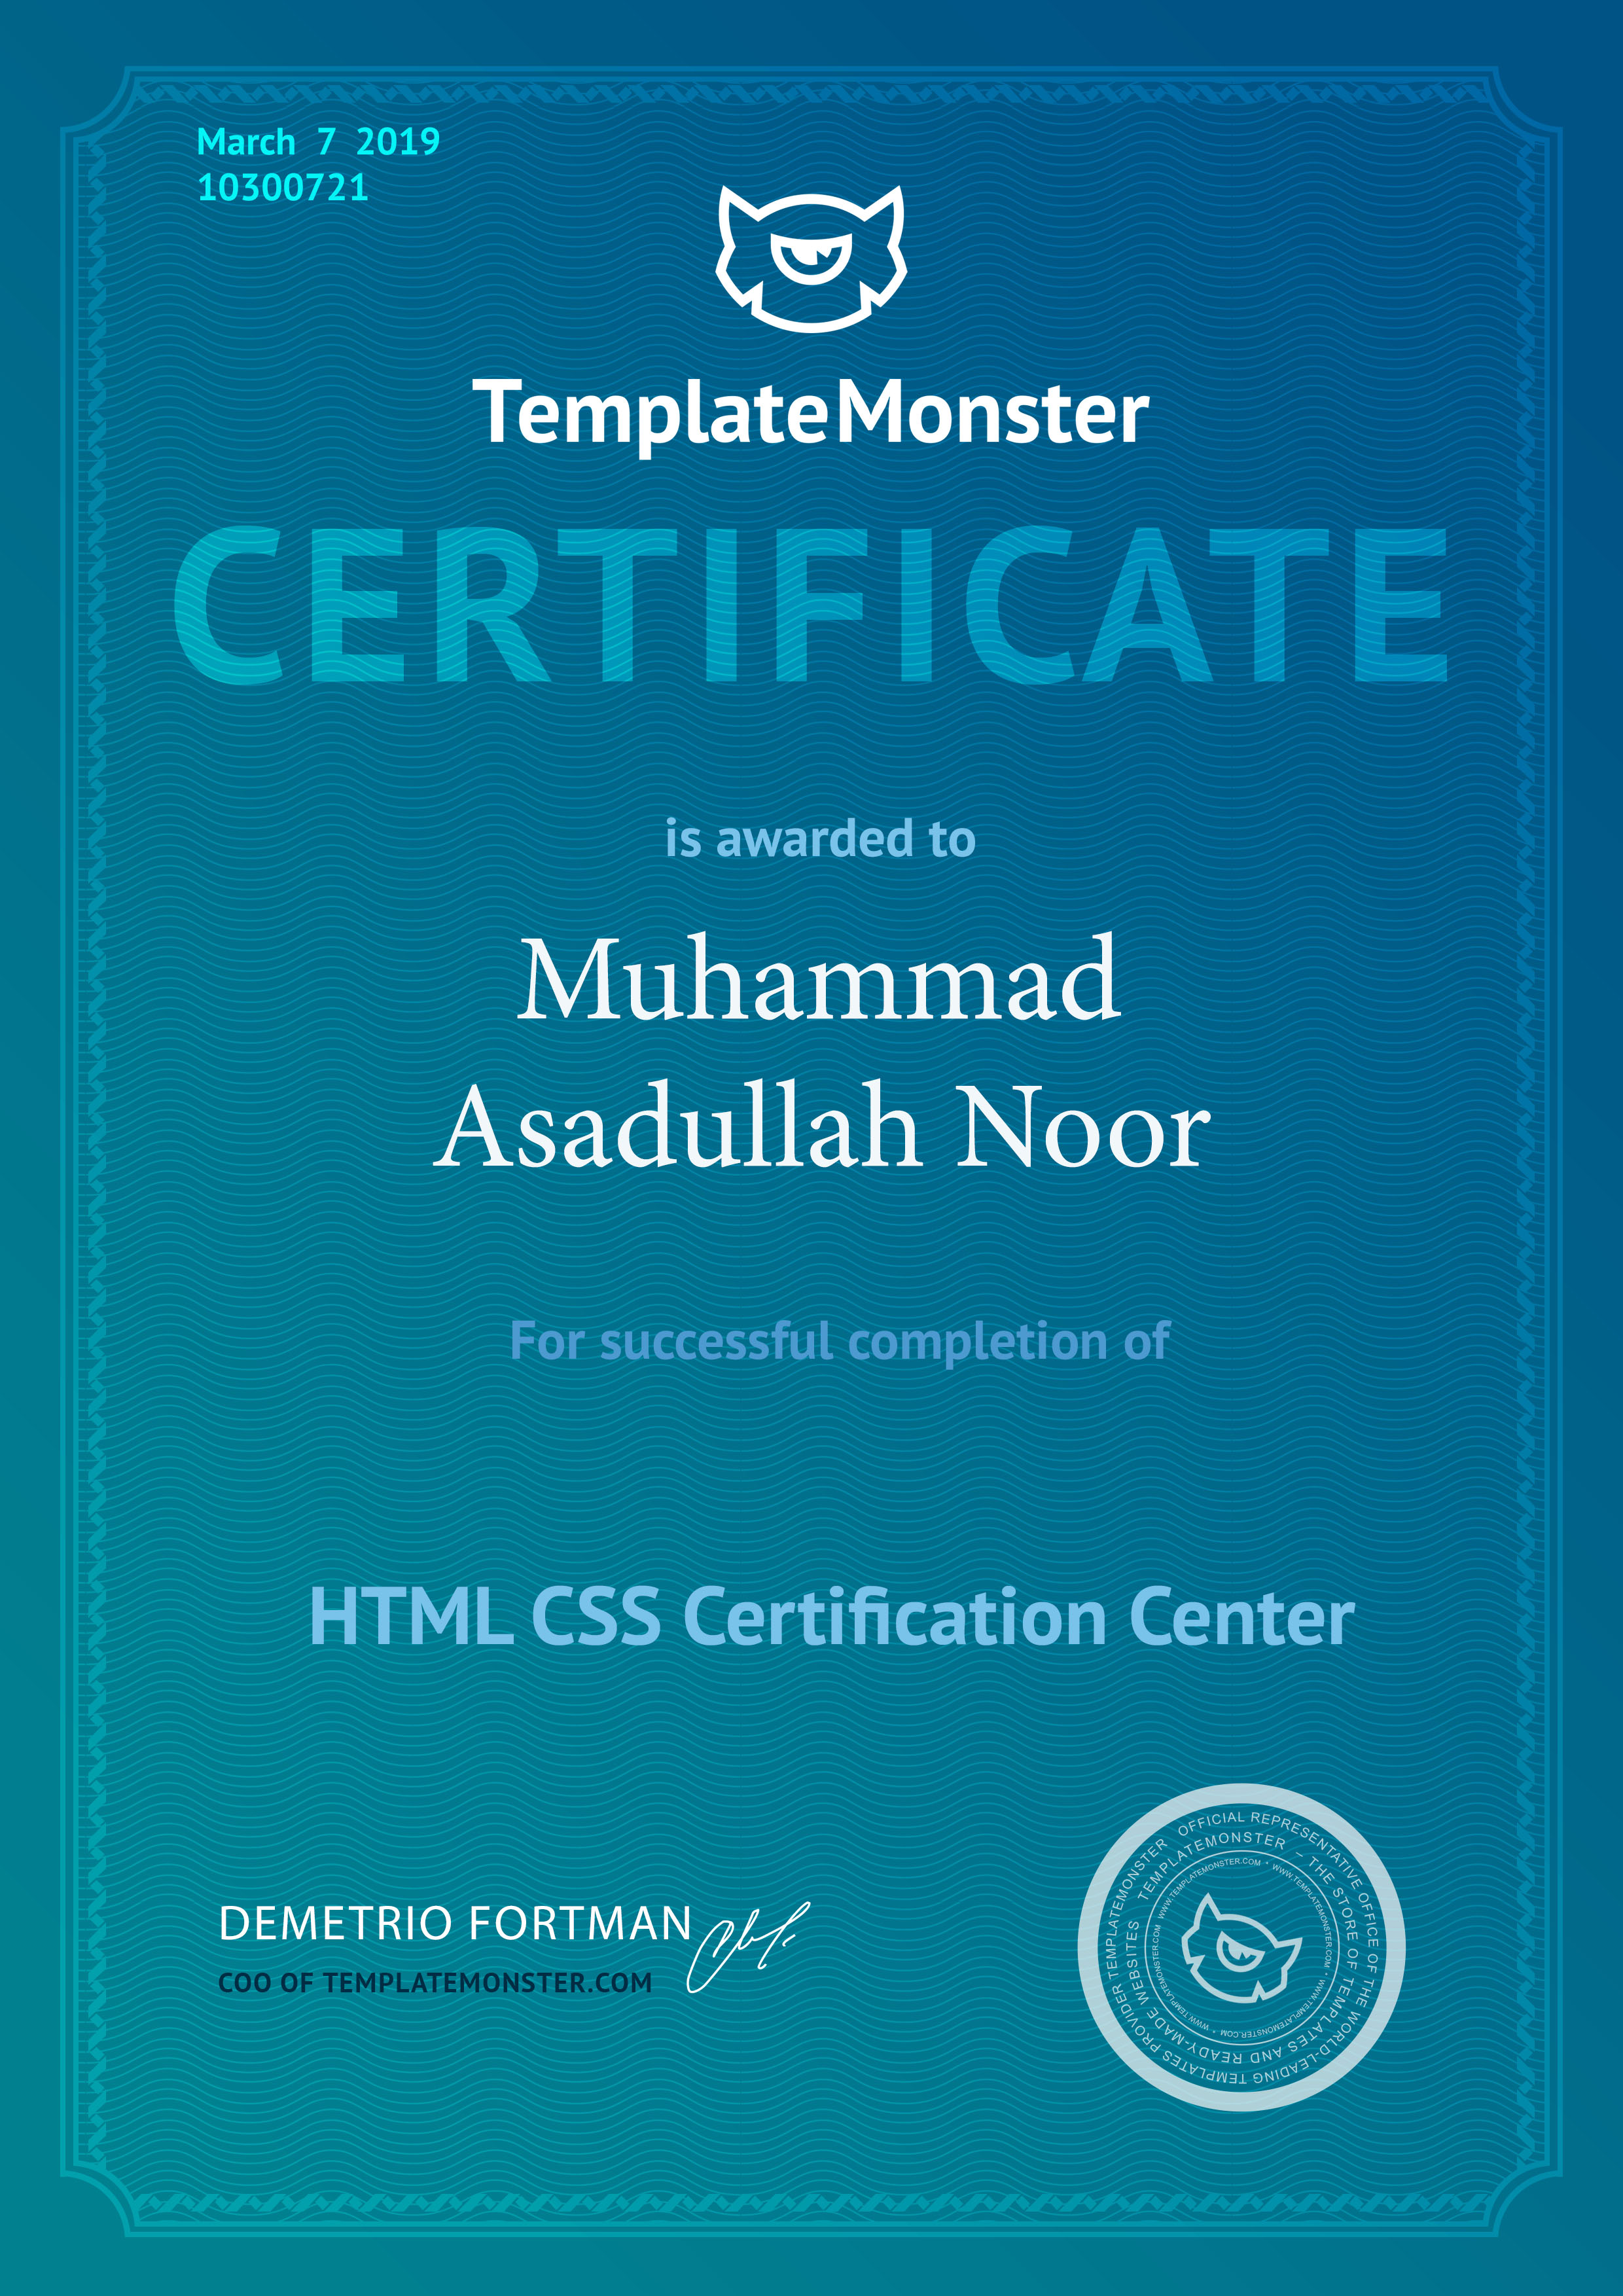 March 7 2019
10300721
TemplateMonster
CERTIFICATE
is awarded to
Muhammad
Asadullah Noor
For successful completion of
HTML CSS Certification Center
DEMETRIO FORTMAN
COO OF TEMPLATEMONSTER.COM
OFFICIAL REPRESENTATIVE OFFICE OF THE WORLD-LEADING TEMPLATES PROVIDER TEMPLATEMONSTER
TEMPLATEMONSTER – THE STORE OF TEMPLATES AND READY-MADE WEBSITES
WWW.TEMPLATEMONSTER.COM * WWW.TEMPLATEMONSTER.COM * WWW.TEMPLATEMONSTER.COM * WWW.TEMPLATEMONSTER.COM